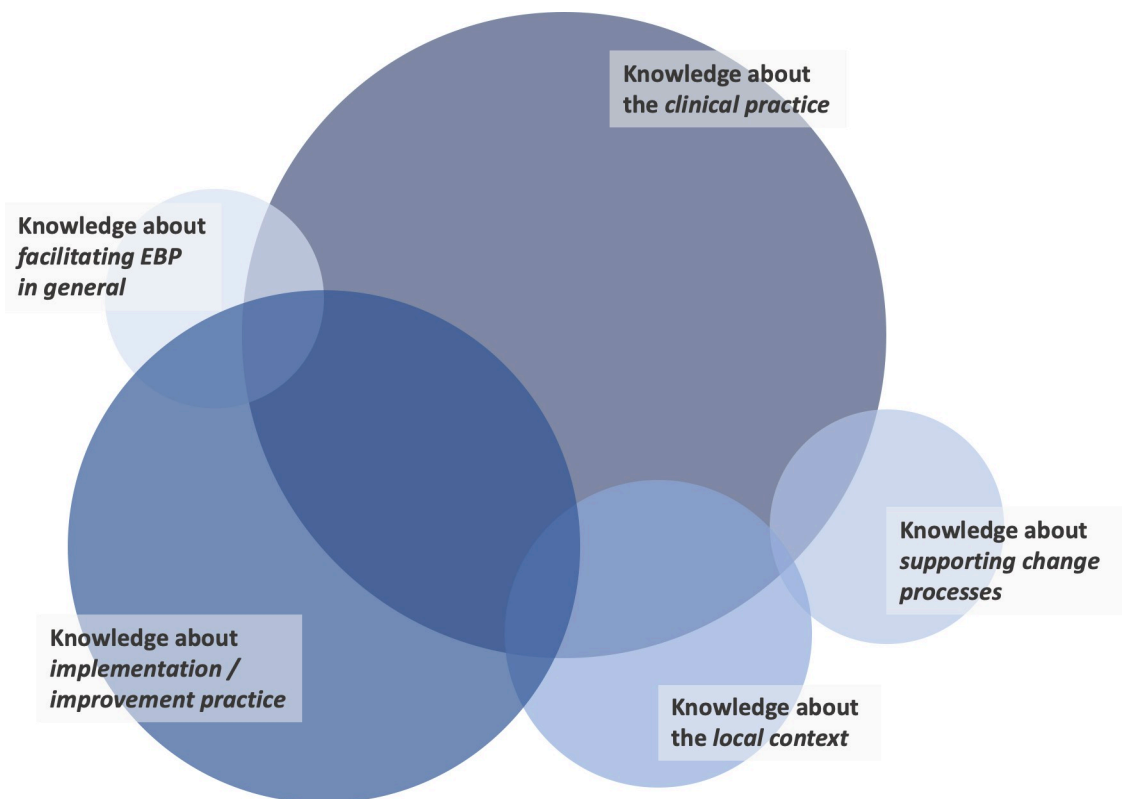 Knowledge about
the clinical practice
Knowledge about
facilitating EBP
in general
Knowledge about
supporting change
processes
Knowledge about
implementation /
improvement practice
Knowledge about
the local context